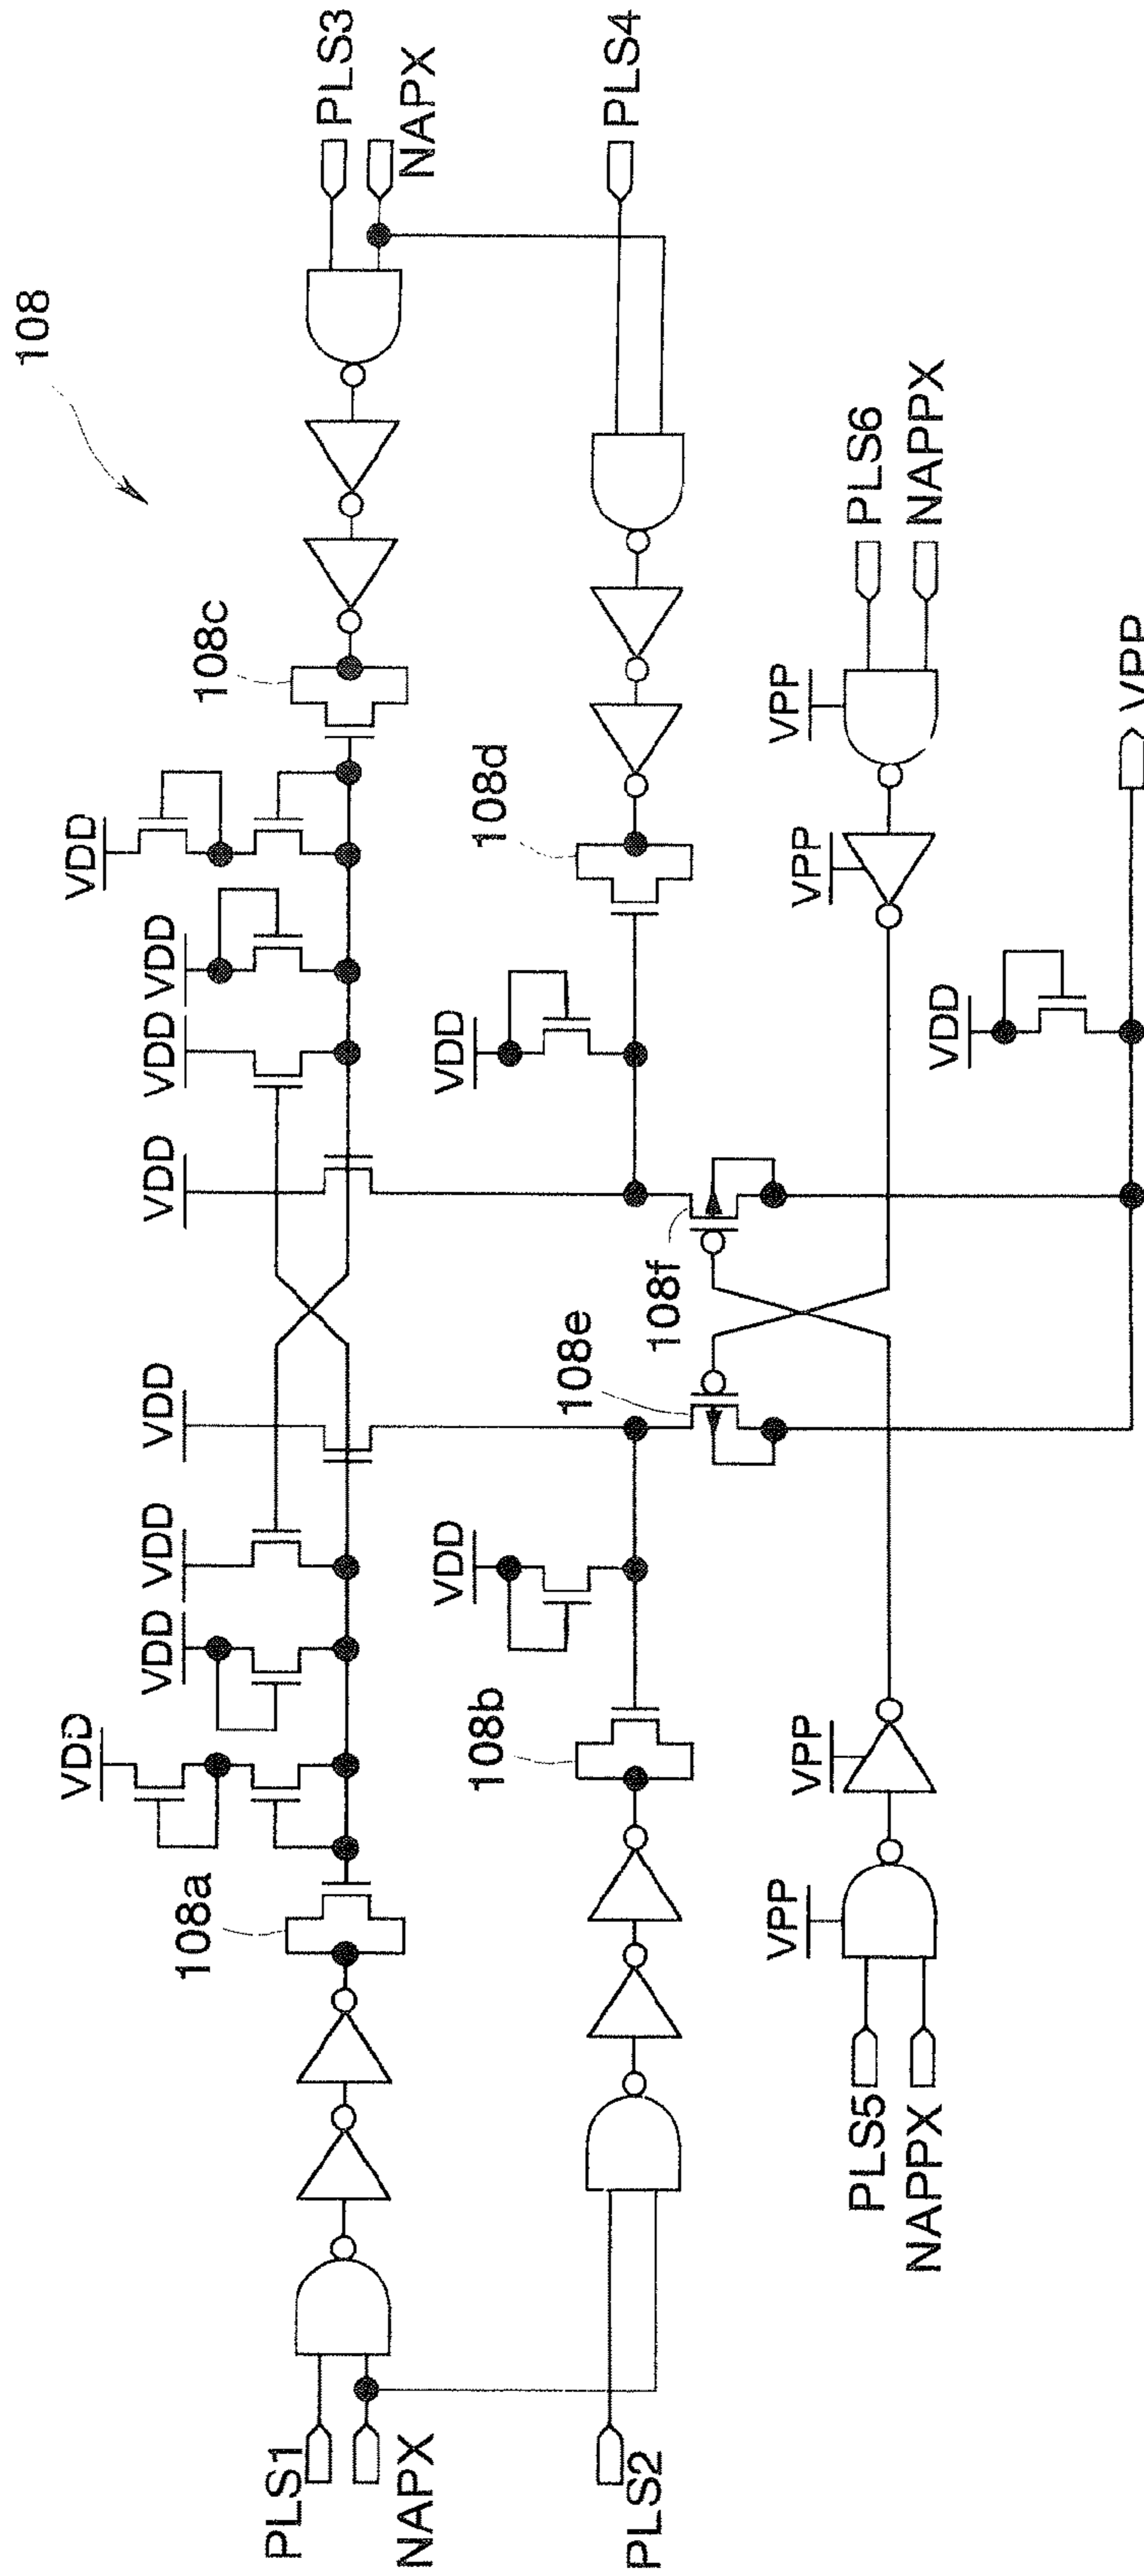 108
VDD
VDD
VDD
VDD
VDD
VDD
VDD
VDD
108a
108c
PLS1
PLS3
NAPX
NAPX
VDD
VDD
108b
108d
108e
108f
PLS2
PLS4
VPP
VPP
VPP
VPP
PLS5
PLS6
NAPPX
NAPPX
VDD
VPP